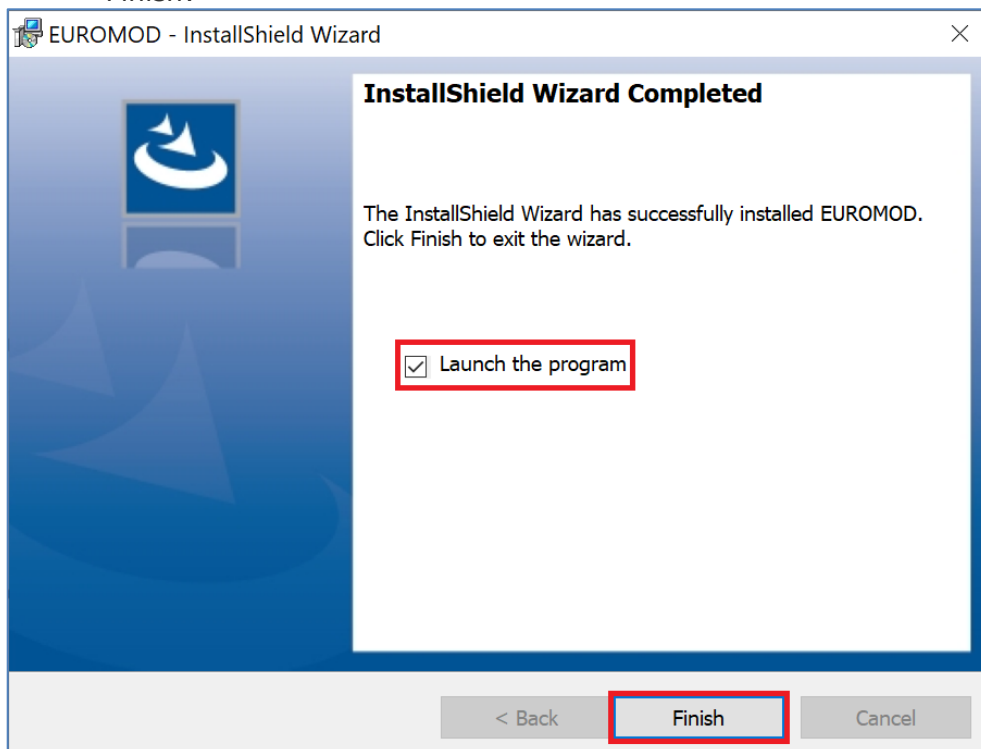 EUROMOD - InstallShield Wizard
InstallShield Wizard Completed
The InstallShield Wizard has successfully installed EUROMOD.
Click Finish to exit the wizard.
Launch the program
< Back Finish Cancel